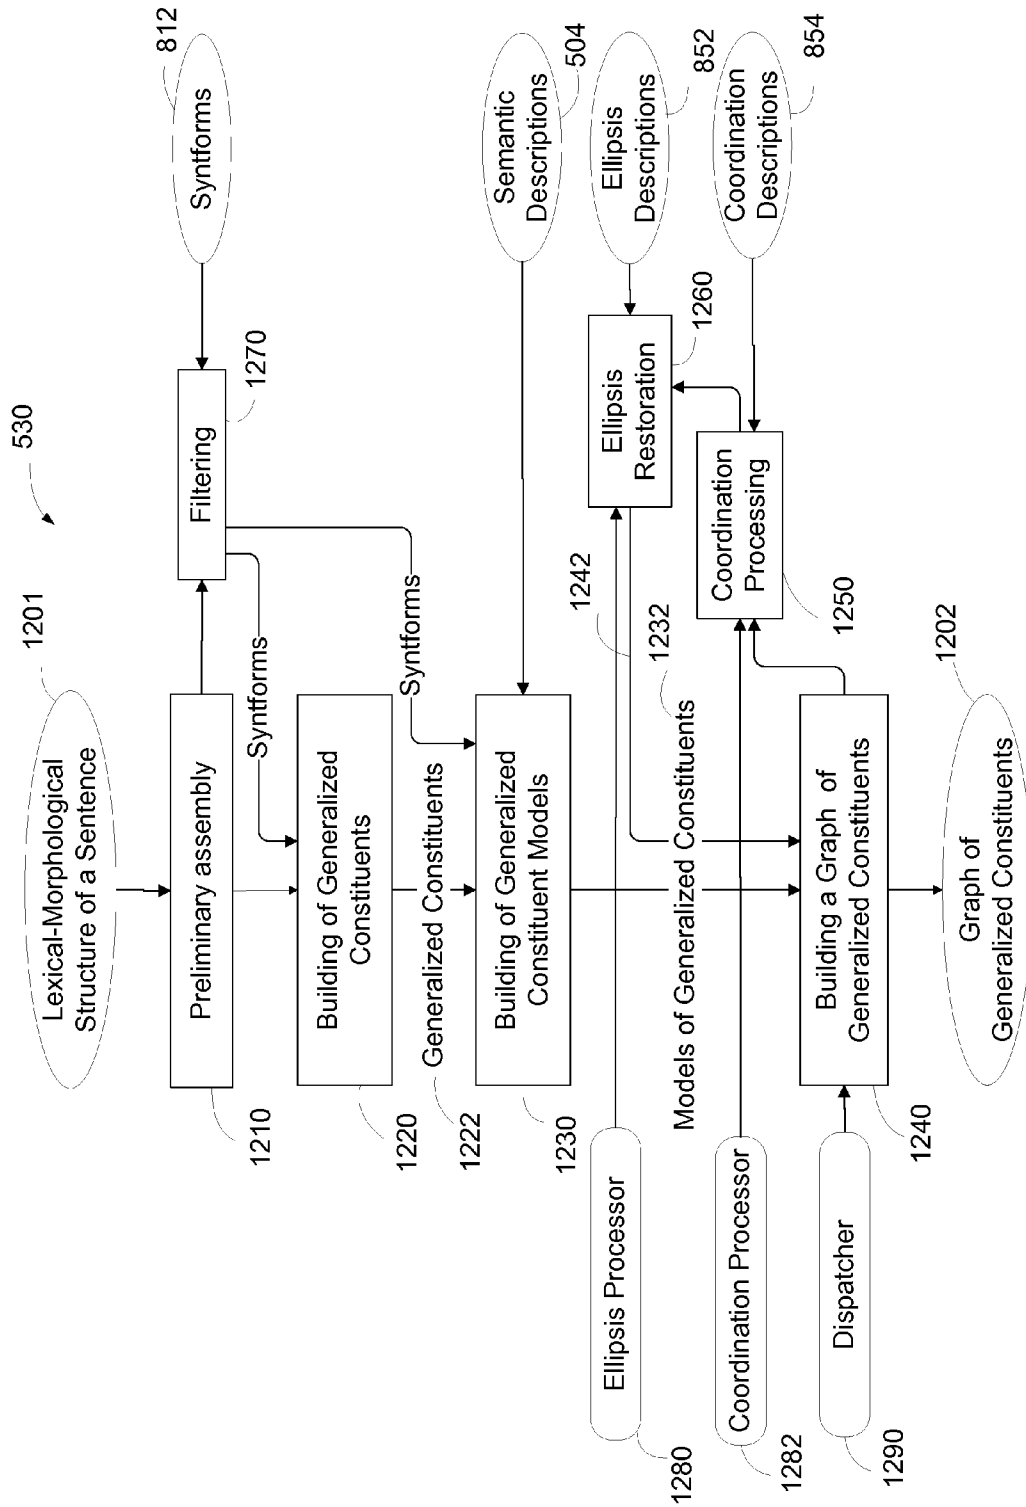 530
1201
Lexical-Morphological
Structure of a Sentence
812
Syntforms
1210
Preliminary assembly
Filtering
1270
Syntforms
Syntforms
1220
Building of Generalized
Constituents
1222
Generalized Constituents
504
Semantic
Descriptions
1230
Building of Generalized
Constituent Models
852
Ellipsis
Descriptions
1280
Ellipsis Processor
1242
Ellipsis
Restoration
1260
1232
Models of Generalized Constituents
854
Coordination
Descriptions
1282
Coordination Processor
Coordination
Processing
1250
1290
Dispatcher
1240
Building a Graph of
Generalized Constituents
1202
Graph of
Generalized Constituents